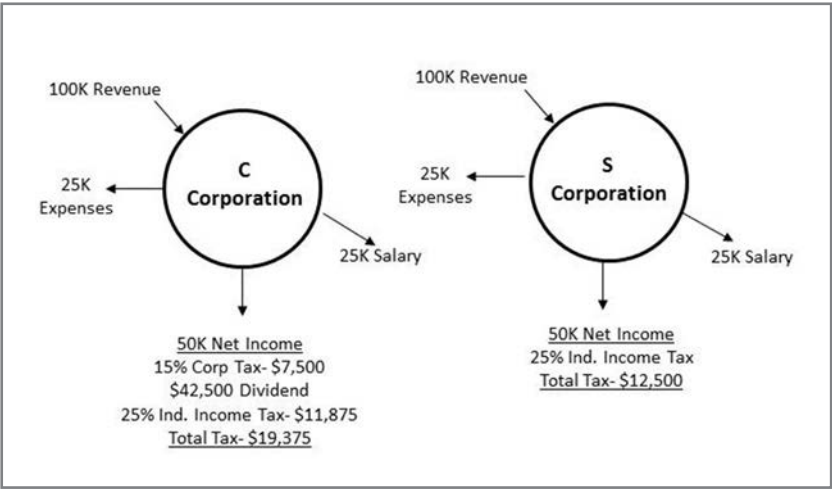 100K Revenue
C
Corporation
25K
Expenses
25K Salary
50K Net Income
15% Corp Tax- $7,500
$42,500 Dividend
25% Ind. Income Tax- $11,875
Total Tax- $19,375
100K Revenue
S
Corporation
25K
Expenses
25K Salary
50K Net Income
25% Ind. Income Tax
Total Tax- $12,500